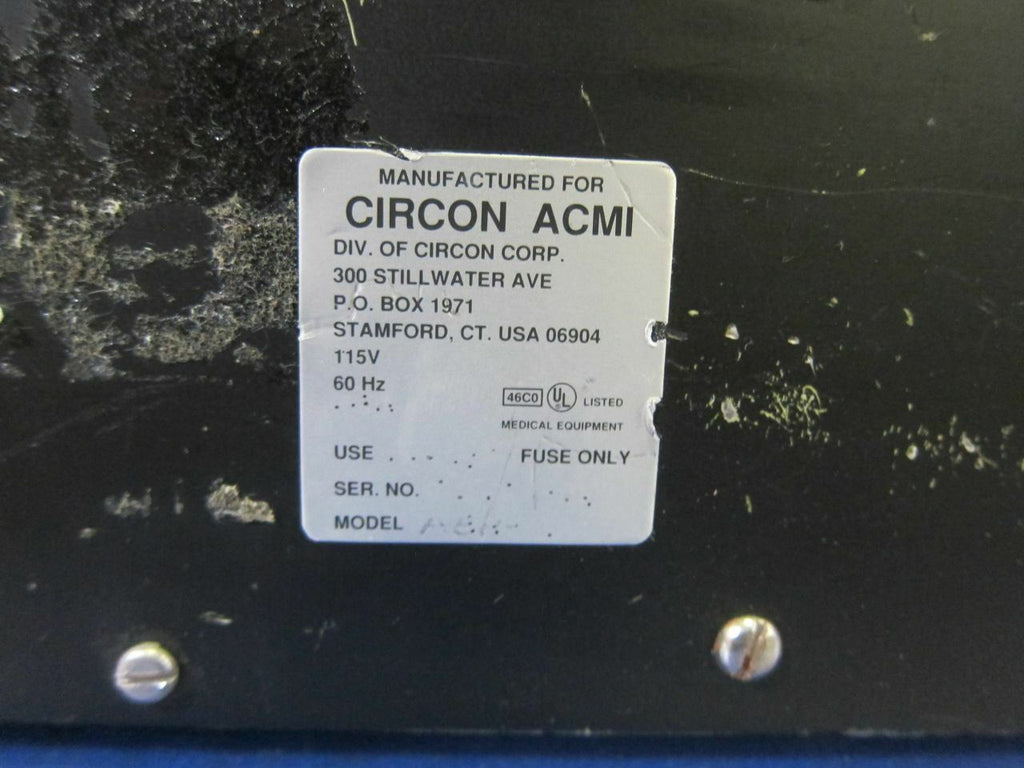 MANUFACTURED FOR
CIRCON ACMI
DIV. OF CIRCON CORP.
300 STILLWATER AVE
P.O. BOX 1971
STAMFORD, CT. USA 06904
115V
60 Hz
46C0 UL LISTED
MEDICAL EQUIPMENT
USE FUSE ONLY
SER. NO.
MODEL